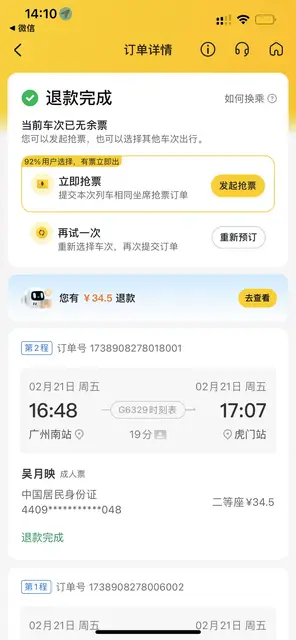 14:10
微信
订单详情
退款完成
如何换乘
当前车次已无余票
您可以发起抢票，也可以选择其他车次出行。
92%用户选择，有票立即出
立即抢票
提交本次列车相同坐席抢票订单
发起抢票
再试一次
重新选择车次，再次提交订单
重新预订
您有 ¥34.5 退款
去查看
第2程 订单号 1738908278018001
02月21日 周五 02月21日 周五
16:48 G6329时刻表 17:07
广州南站 19分 虎门站
吴月映 成人票
中国居民身份证
4409***********048
二等座¥34.5
退款完成
第1程 订单号 1738908278006002
02月21日 周五 02月21日 周五